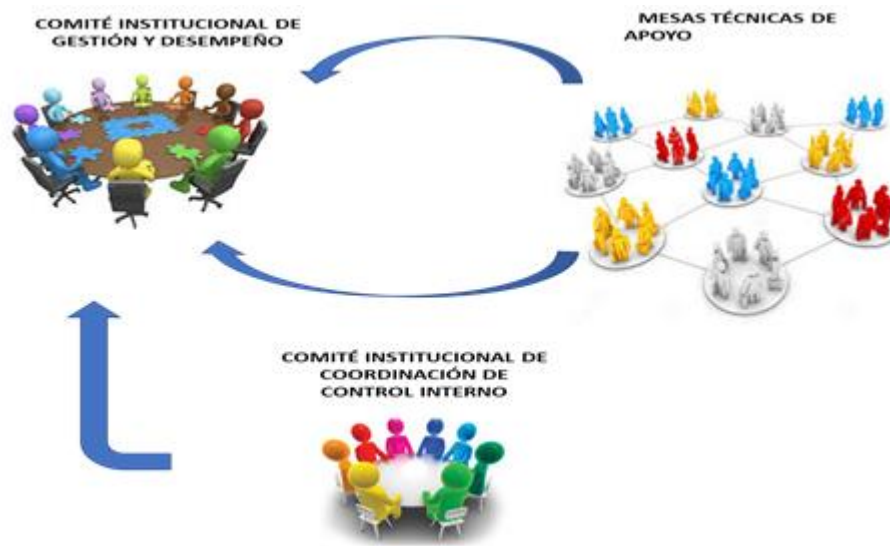 COMITÉ INSTITUCIONAL DE
GESTIÓN Y DESEMPEÑO
MESAS TÉCNICAS DE
APOYO
COMITÉ INSTITUCIONAL DE
COORDINACIÓN DE
CONTROL INTERNO